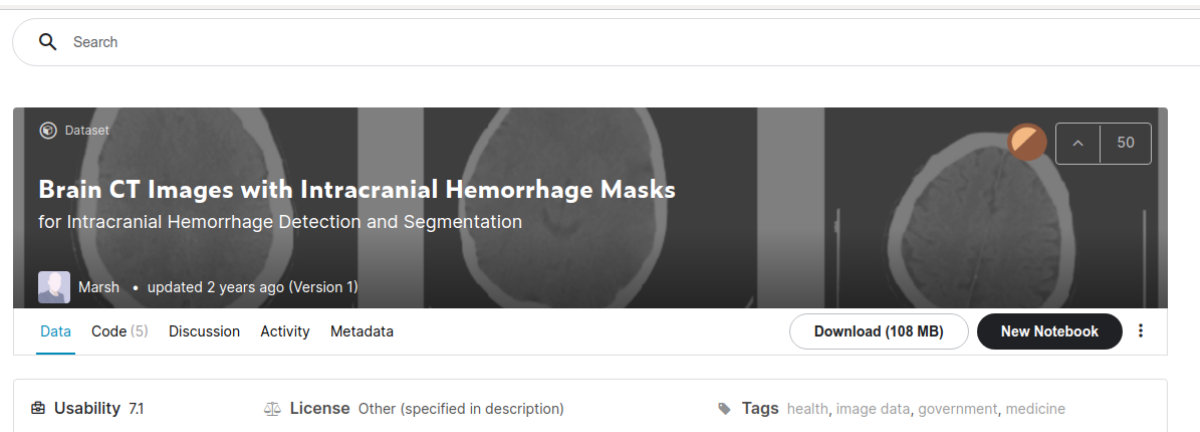 Search
Dataset
50
Brain CT Images with Intracranial Hemorrhage Masks
for Intracranial Hemorrhage Detection and Segmentation
Marsh • updated 2 years ago (Version 1)
Data Code (5) Discussion Activity Metadata Download (108 MB) New Notebook
Usability 7.1 License Other (specified in description) Tags health, image data, government, medicine